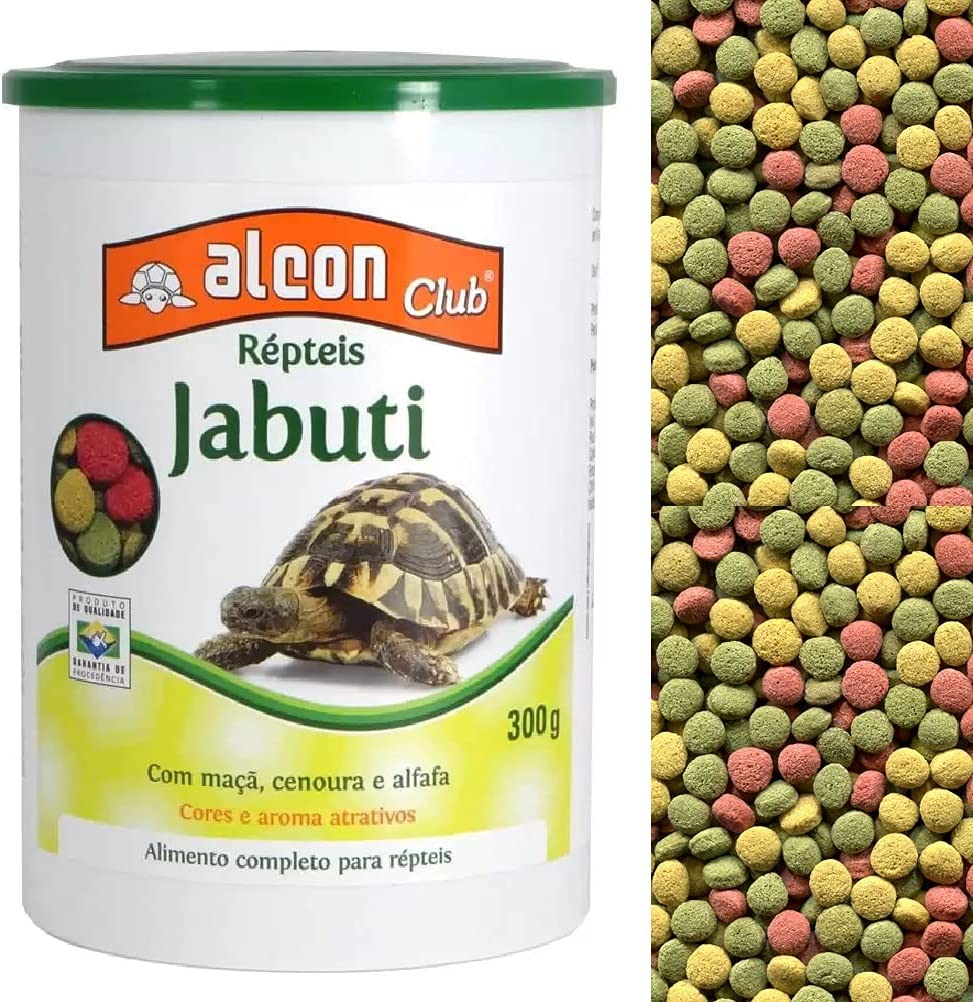 alcon Club®
Répteis
Jabuti
PRODUTO
DE QUALIDADE
GARANTIA DE
PROCEDÊNCIA
300g
Com maçã, cenoura e alfafa
Cores e aroma atrativos
Alimento completo para répteis